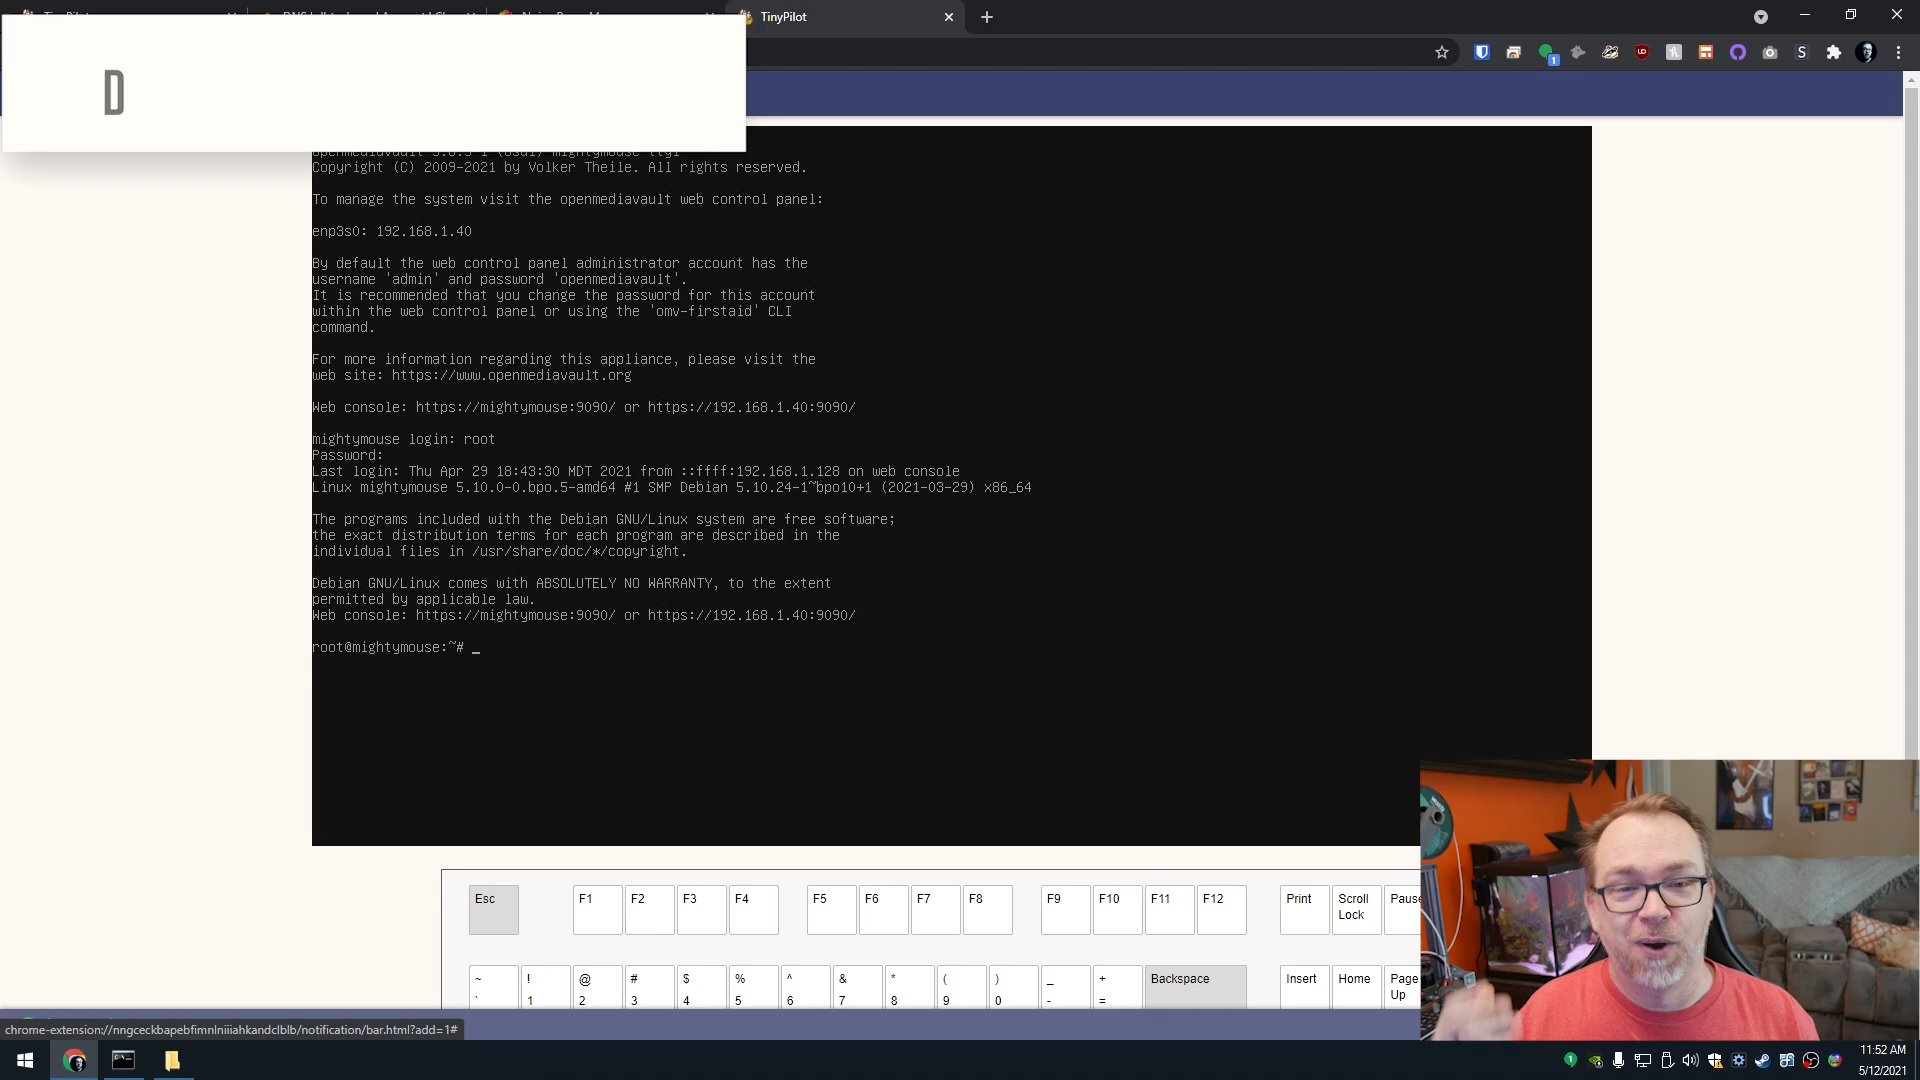 TinyPilot
D
Copyright (C) 2009-2021 by Volker Theile. All rights reserved.
To manage the system visit the openmediavault web control panel:
enp3s0: 192.168.1.40
By default the web control panel administrator account has the
username 'admin' and password 'openmediavault'.
It is recommended that you change the password for this account
within the web control panel or using the 'omv-firstaid' CLI
command.
For more information regarding this appliance, please visit the
web site: https://www.openmediavault.org
Web console: https://mightymouse:9090/ or https://192.168.1.40:9090/
mightymouse login: root
Password:
Last login: Thu Apr 29 18:43:30 MDT 2021 from ::ffff:192.168.1.128 on web console
Linux mightymouse 5.10.0-0.bpo.5-amd64 #1 SMP Debian 5.10.24-1~bpo10+1 (2021-03-29) x86_64
The programs included with the Debian GNU/Linux system are free software;
the exact distribution terms for each program are described in the
individual files in /usr/share/doc/*/copyright.
Debian GNU/Linux comes with ABSOLUTELY NO WARRANTY, to the extent
permitted by applicable law.
Web console: https://mightymouse:9090/ or https://192.168.1.40:9090/
root@mightymouse:~# _
Esc F1 F2 F3 F4 F5 F6 F7 F8 F9 F10 F11 F12 Print Scroll Pause
Lock
~ ! @ # $ % ^ & * ( ) _ + Backspace Insert Home Page
` 1 2 3 4 5 6 7 8 9 0 - = Up
chrome-extension://nngceckbapebfimnlniiiahkandclblb/notification/bar.html?add=1#
11:52 AM
5/12/2021